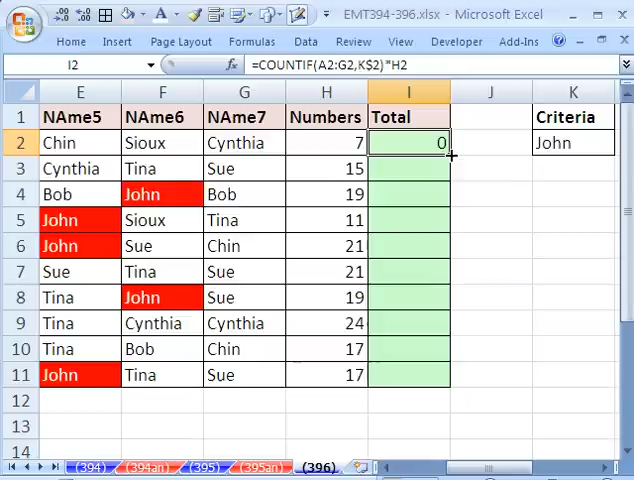 EMT394-396.xlsx - Microsoft Excel
Home Insert Page Layout Formulas Data Review View Developer Add-Ins
I2 fx =COUNTIF(A2:G2,K$2)*H2
E F G H I J K
1 NAme5 NAme6 NAme7 Numbers Total Criteria
2 Chin Sioux Cynthia 7 0 John
3 Cynthia Tina Sue 15
4 Bob John Bob 19
5 John Sioux Tina 11
6 John Sue Chin 21
7 Sue Tina Sue 21
8 Tina John Sue 19
9 Tina Cynthia Cynthia 24
10 Tina Bob Chin 17
11 John Tina Sue 17
12
13
14
(394) (394an) (395) (395an) (396)